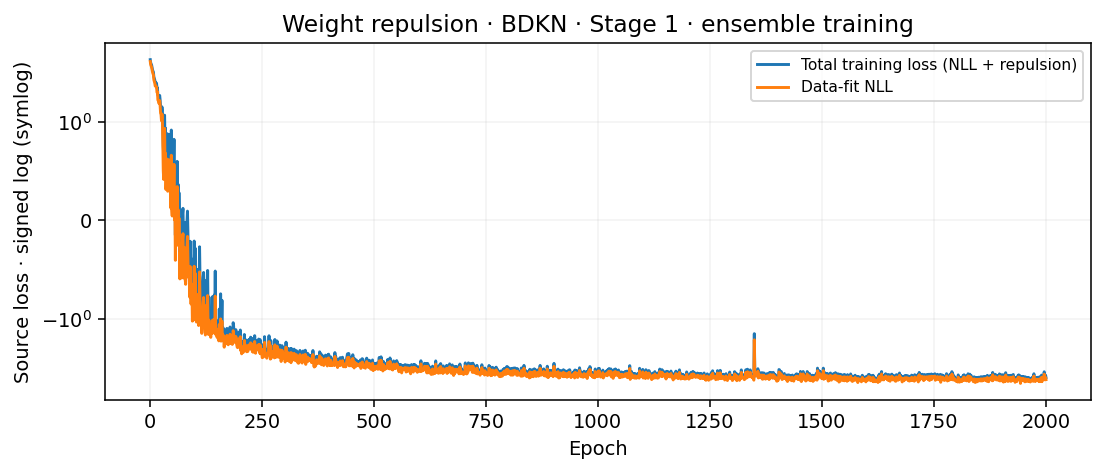 Weight repulsion · BDKN · Stage 1 · ensemble training
Source loss · signed log (symlog)
10⁰
0
−10⁰
Total training loss (NLL + repulsion)
Data-fit NLL
0 250 500 750 1000 1250 1500 1750 2000
Epoch